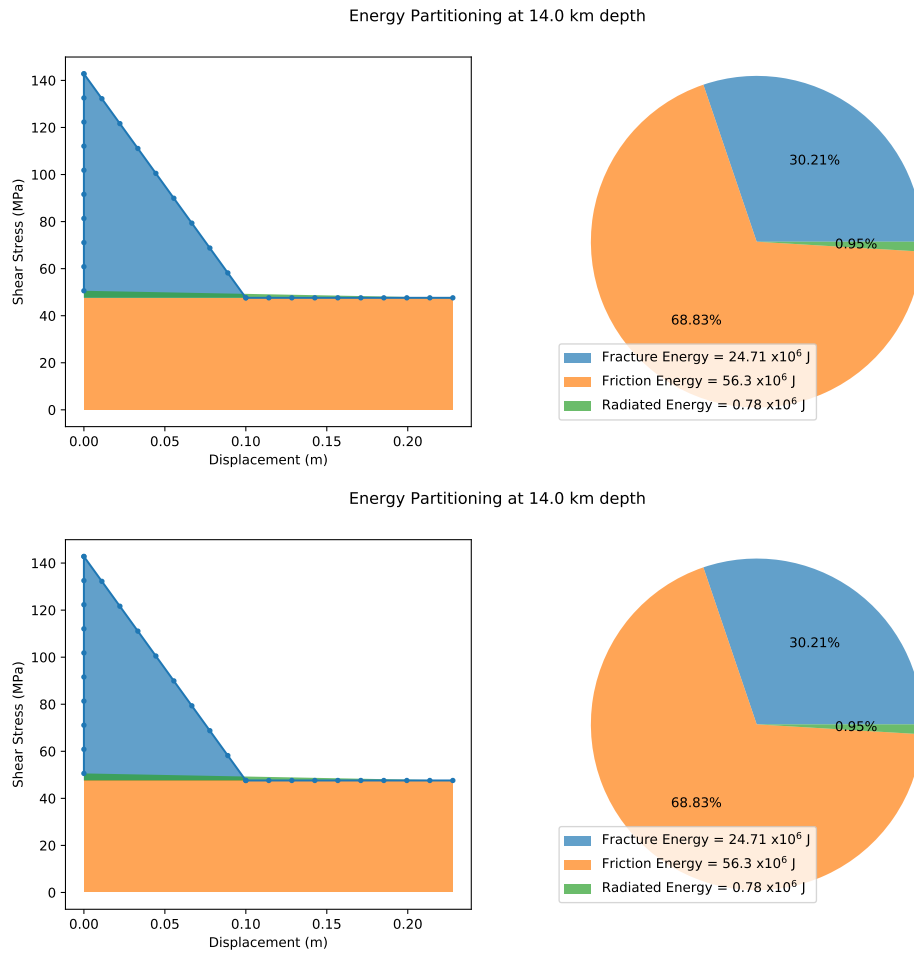 Energy Partitioning at 14.0 km depth
140
120
100
80
60
40
20
0
Shear Stress (MPa)
0.00 0.05 0.10 0.15 0.20
Displacement (m)
30.21%
0.95%
68.83%
Fracture Energy = 24.71 x10⁶ J
Friction Energy = 56.3 x10⁶ J
Radiated Energy = 0.78 x10⁶ J
Energy Partitioning at 14.0 km depth
140
120
100
80
60
40
20
0
Shear Stress (MPa)
0.00 0.05 0.10 0.15 0.20
Displacement (m)
30.21%
0.95%
68.83%
Fracture Energy = 24.71 x10⁶ J
Friction Energy = 56.3 x10⁶ J
Radiated Energy = 0.78 x10⁶ J